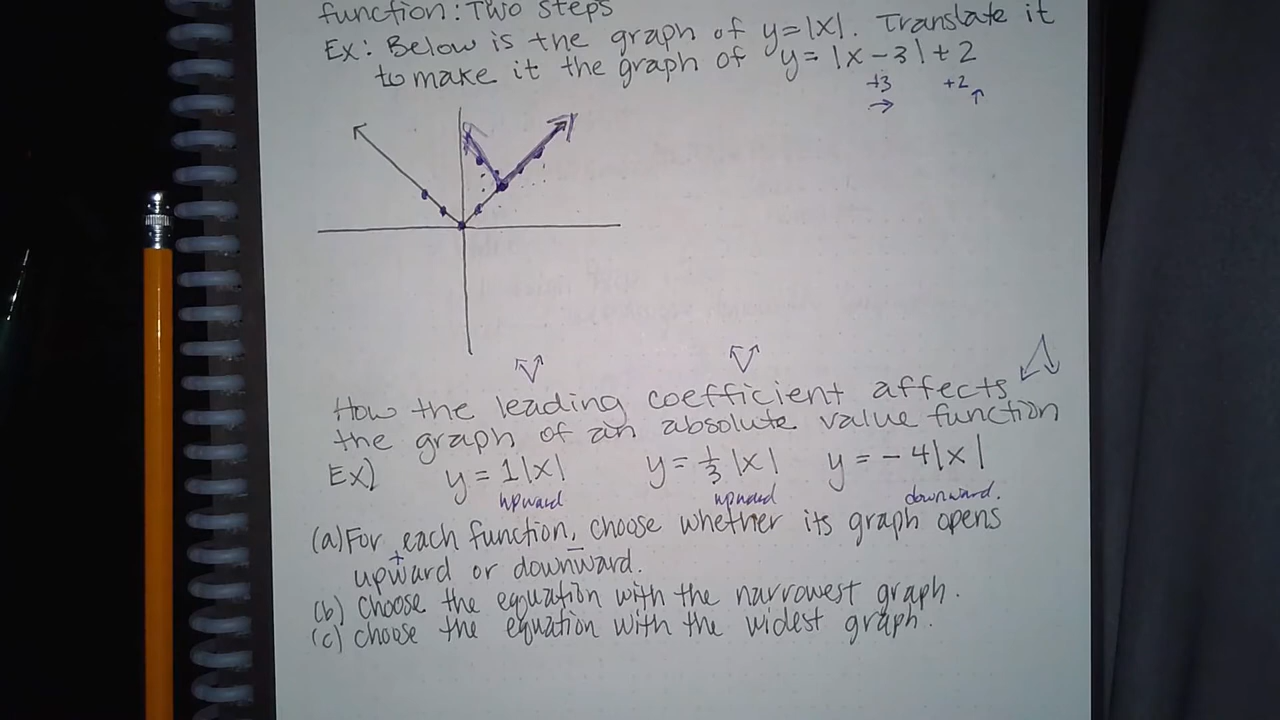 function: Two steps
Ex: Below is the graph of y=|x|. Translate it
to make it the graph of y= |x-3|+2
+3 +2
How the leading coefficient affects
the graph of an absolute value function
Ex) y = 1|x| y = 1/3 |x| y = -4|x|
upward upward downward.
(a) For each function, choose whether its graph opens
+ -
upward or downward.
(b) Choose the equation with the narrowest graph.
(c) choose the equation with the widest graph.